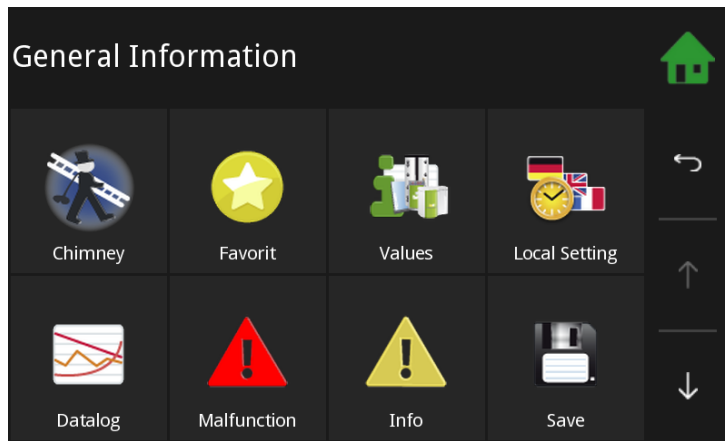 General Information
Chimney
Favorit
Values
Local Setting
Datalog
Malfunction
Info
Save